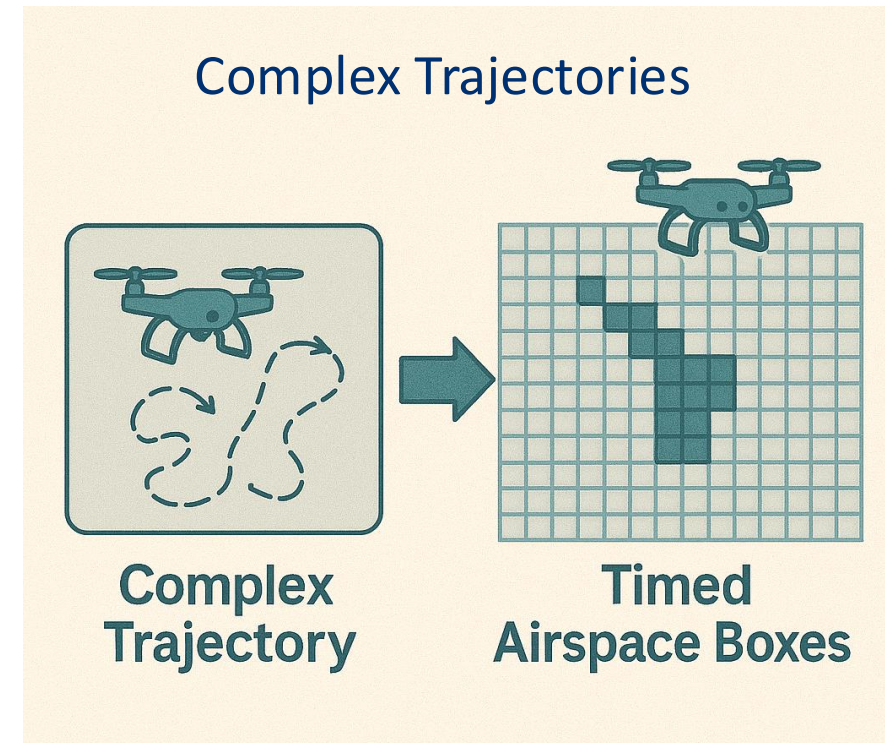 Complex Trajectories
Complex
Trajectory
Timed
Airspace Boxes